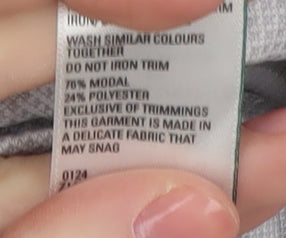 IRON
WASH SIMILAR COLOURS
TOGETHER
DO NOT IRON TRIM
76% MODAL
24% POLYESTER
EXCLUSIVE OF TRIMMINGS
THIS GARMENT IS MADE IN
A DELICATE FABRIC THAT
MAY SNAG
0124